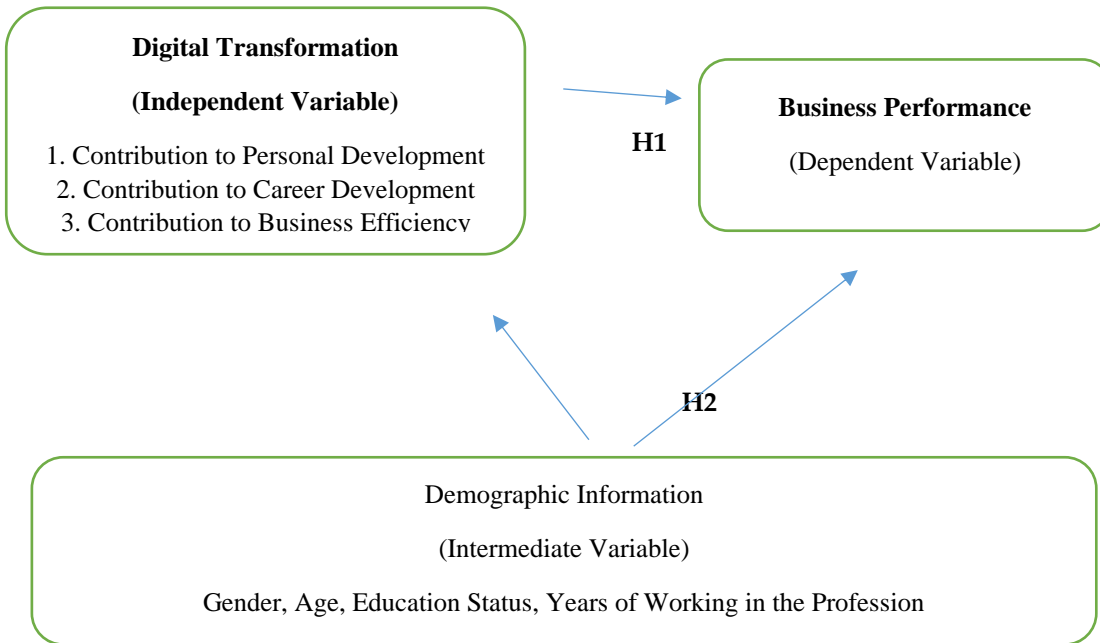 Digital Transformation
(Independent Variable)
1. Contribution to Personal Development
2. Contribution to Career Development
3. Contribution to Business Efficiency
H1
Business Performance
(Dependent Variable)
H2
Demographic Information
(Intermediate Variable)
Gender, Age, Education Status, Years of Working in the Profession